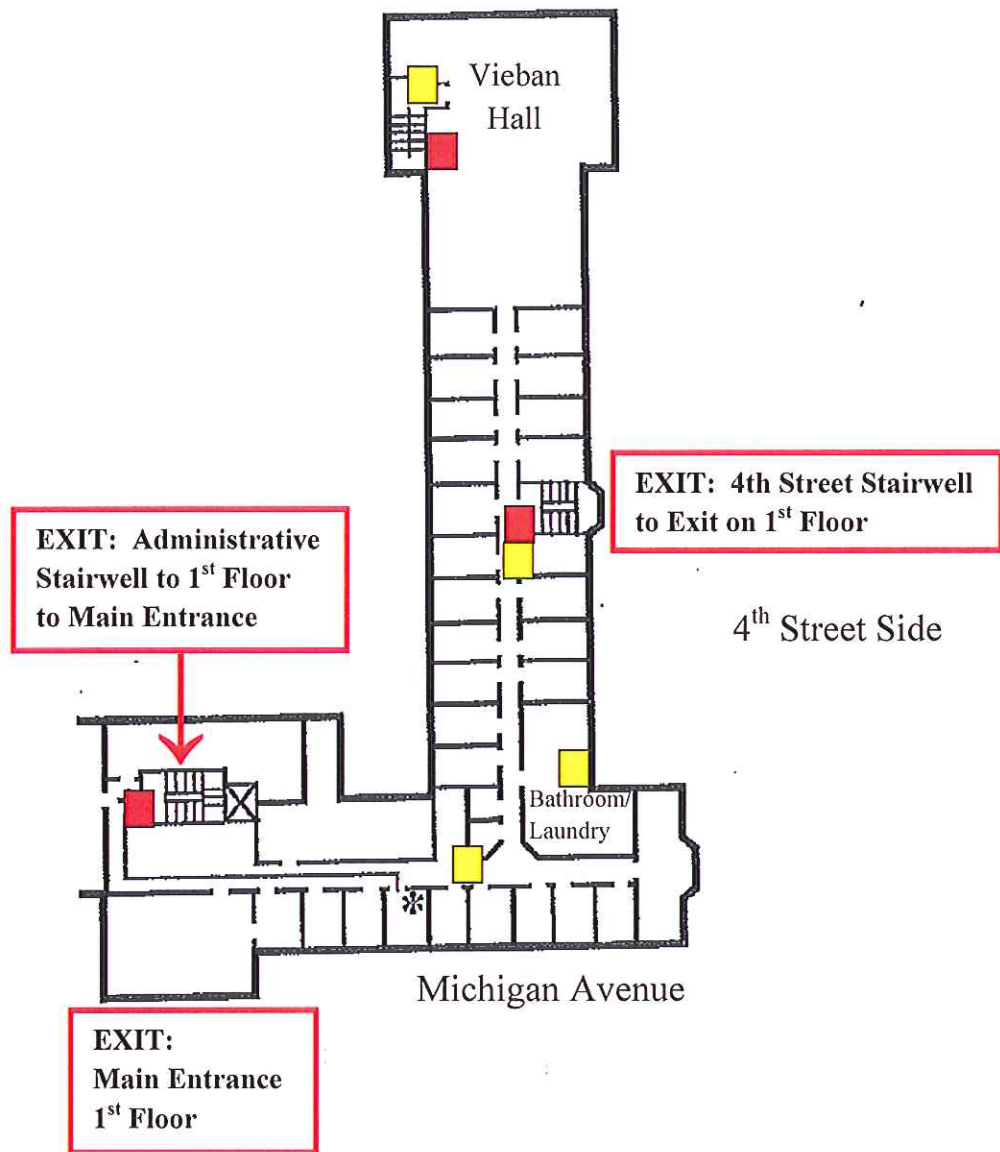 Vieban
Hall
EXIT: 4th Street Stairwell
to Exit on 1st Floor
EXIT: Administrative
Stairwell to 1st Floor
to Main Entrance
4th Street Side
Bathroom/
Laundry
*
Michigan Avenue
EXIT:
Main Entrance
1st Floor